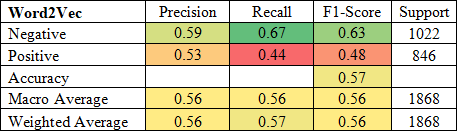 Word2Vec Precision Recall F1-Score Support
Negative 0.59 0.67 0.63 1022
Positive 0.53 0.44 0.48 846
Accuracy 0.57
Macro Average 0.56 0.56 0.56 1868
Weighted Average 0.56 0.57 0.56 1868